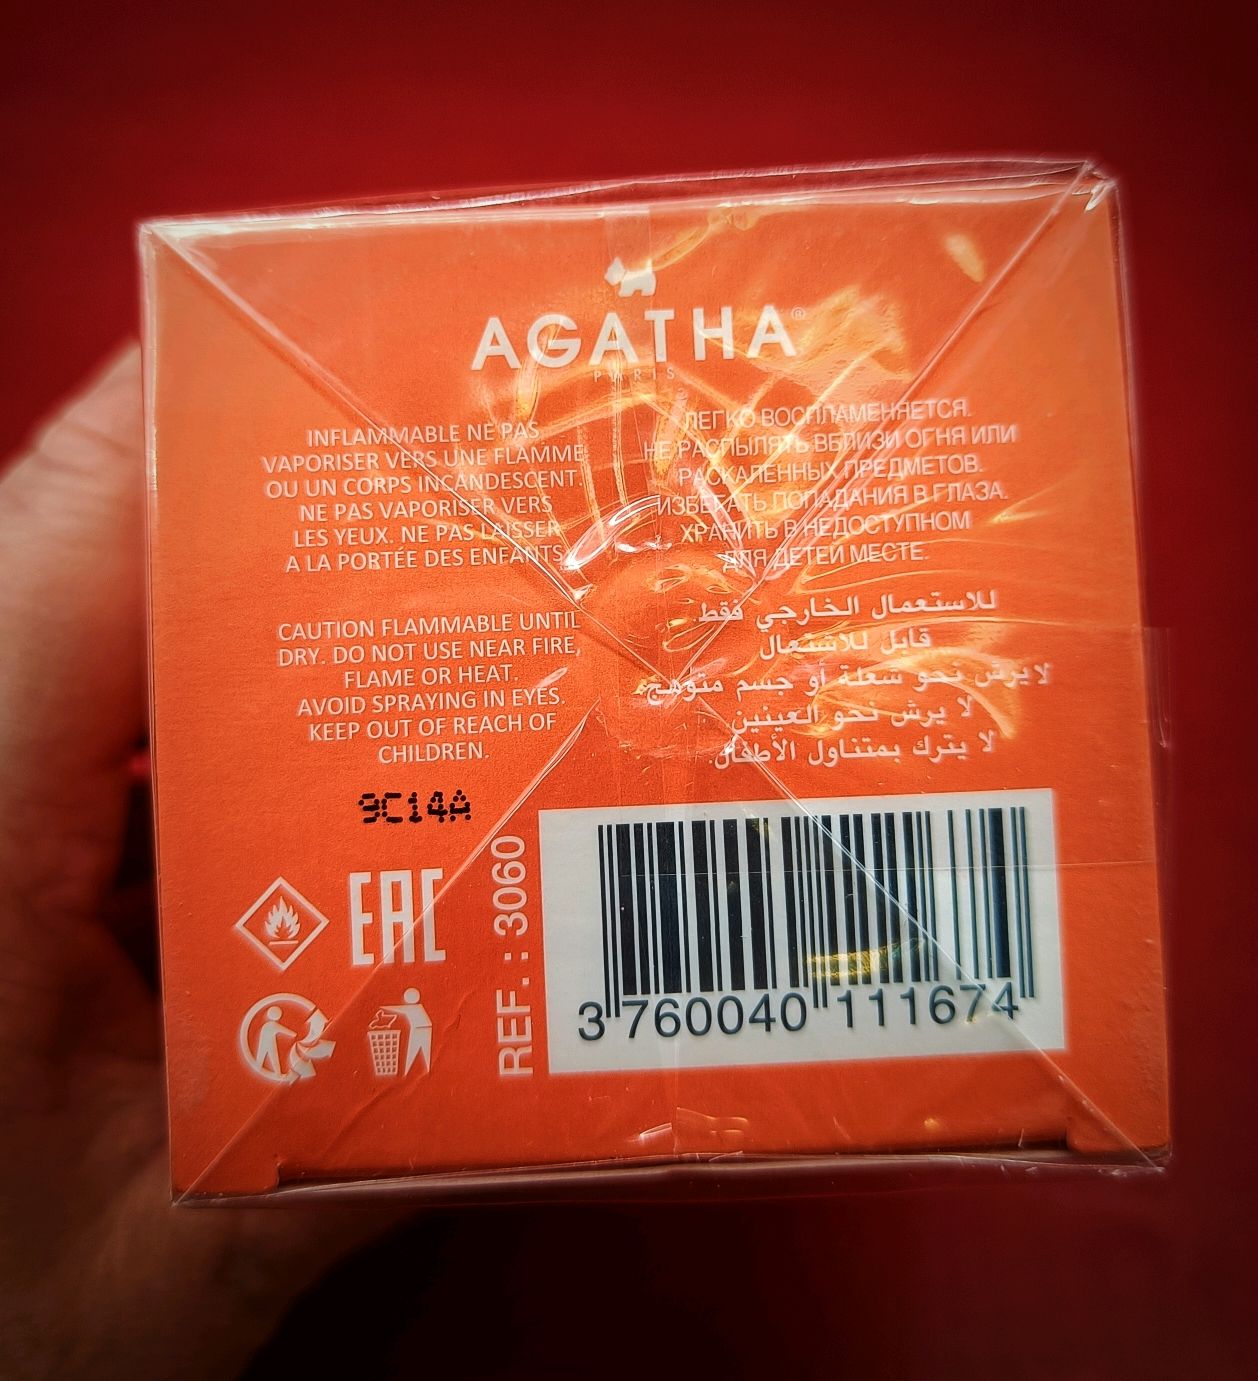 AGATHA®
PARIS
INFLAMMABLE NE PAS
VAPORISER VERS UNE FLAMME
OU UN CORPS INCANDESCENT.
NE PAS VAPORISER VERS
LES YEUX. NE PAS LAISSER
A LA PORTÉE DES ENFANTS.
ЛЕГКО ВОСПЛАМЕНЯЕТСЯ.
НЕ РАСПЫЛЯТЬ ВБЛИЗИ ОГНЯ ИЛИ
РАСКАЛЕННЫХ ПРЕДМЕТОВ.
ИЗБЕГАТЬ ПОПАДАНИЯ В ГЛАЗА.
ХРАНИТЬ В НЕДОСТУПНОМ
ДЛЯ ДЕТЕЙ МЕСТЕ.
CAUTION FLAMMABLE UNTIL
DRY. DO NOT USE NEAR FIRE,
FLAME OR HEAT.
AVOID SPRAYING IN EYES.
KEEP OUT OF REACH OF
CHILDREN.
للاستعمال الخارجي فقط.
قابل للاشتعال
لايرش نحو شعلة أو جسم متوهج.
لا يرش نحو العينين
لا يترك بمتناول الأطفال.
9C14A
EAC
REF. : 3060
3 760040 111674